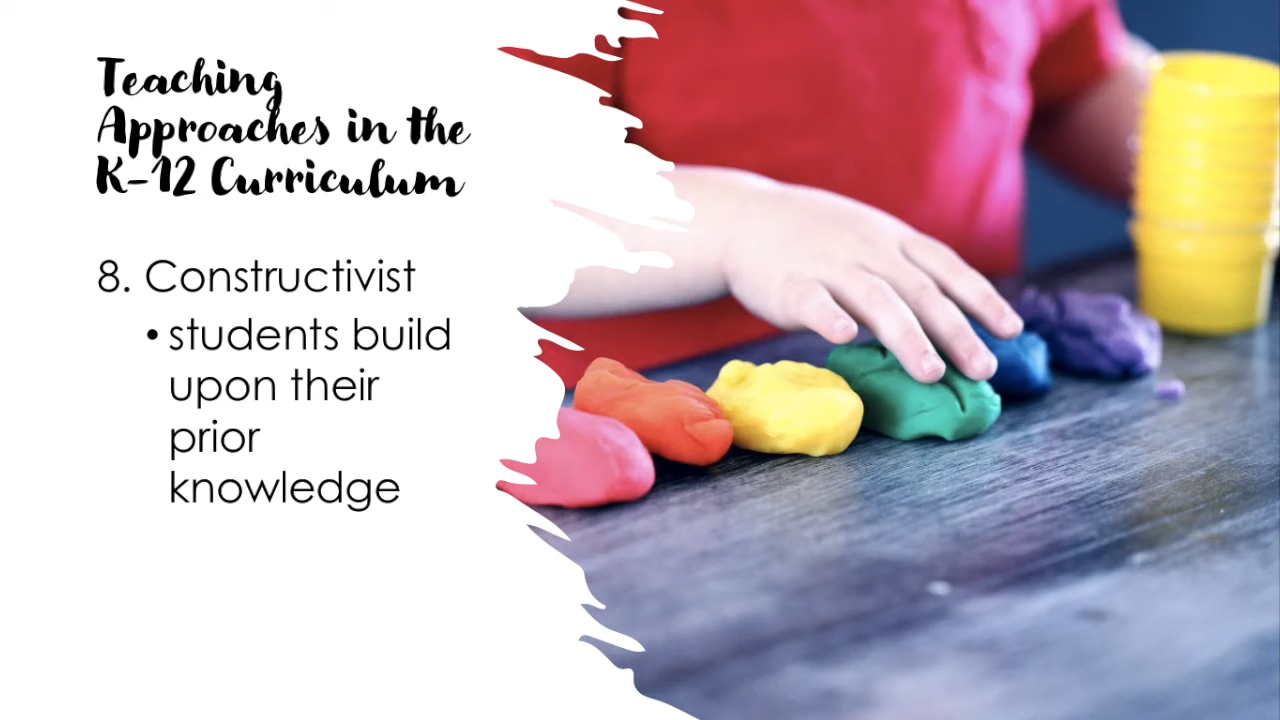 Teaching
Approaches in the
K-12 Curriculum
8. Constructivist
• students build
upon their
prior
knowledge